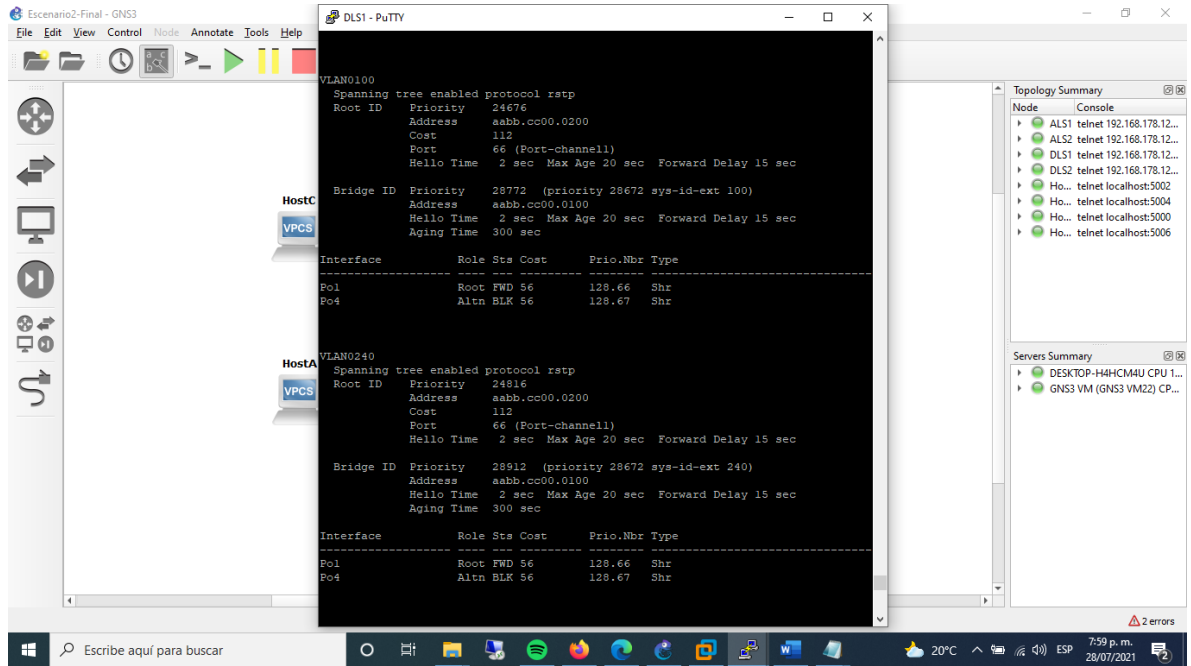 Escenario2-Final - GNS3
File Edit View Control Node Annotate Tools Help
DLS1 - PuTTY
VLAN0100
Spanning tree enabled protocol rstp
Root ID Priority 24676
Address aabb.cc00.0200
Cost 112
Port 66 (Port-channel1)
Hello Time 2 sec Max Age 20 sec Forward Delay 15 sec
Bridge ID Priority 28772 (priority 28672 sys-id-ext 100)
Address aabb.cc00.0100
Hello Time 2 sec Max Age 20 sec Forward Delay 15 sec
Aging Time 300 sec
Interface Role Sts Cost Prio.Nbr Type
------------------- ---- --- --------- -------- --------------------------------
Po1 Root FWD 56 128.66 Shr
Po4 Altn BLK 56 128.67 Shr
VLAN0240
Spanning tree enabled protocol rstp
Root ID Priority 24816
Address aabb.cc00.0200
Cost 112
Port 66 (Port-channel1)
Hello Time 2 sec Max Age 20 sec Forward Delay 15 sec
Bridge ID Priority 28912 (priority 28672 sys-id-ext 240)
Address aabb.cc00.0100
Hello Time 2 sec Max Age 20 sec Forward Delay 15 sec
Aging Time 300 sec
Interface Role Sts Cost Prio.Nbr Type
------------------- ---- --- --------- -------- --------------------------------
Po1 Root FWD 56 128.66 Shr
Po4 Altn BLK 56 128.67 Shr
HostC
VPCS
HostA
VPCS
Topology Summary
Node Console
ALS1 telnet 192.168.178.12...
ALS2 telnet 192.168.178.12...
DLS1 telnet 192.168.178.12...
DLS2 telnet 192.168.178.12...
Ho... telnet localhost:5002
Ho... telnet localhost:5004
Ho... telnet localhost:5000
Ho... telnet localhost:5006
Servers Summary
DESKTOP-H4HCM4U CPU 1...
GNS3 VM (GNS3 VM22) CP...
2 errors
Escribe aquí para buscar
20°C
ESP
7:59 p. m.
28/07/2021
2